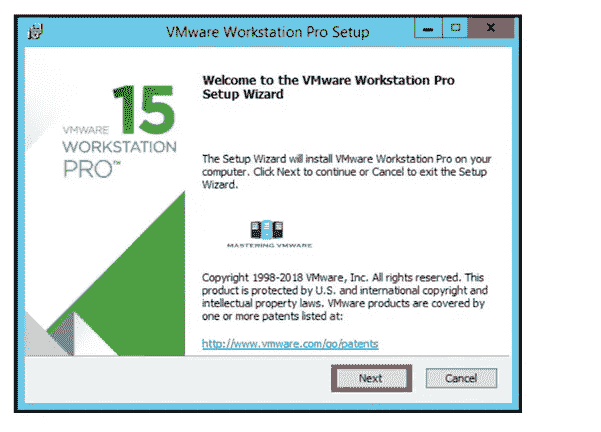 VMware Workstation Pro Setup
Welcome to the VMware Workstation Pro
Setup Wizard
15
VMWARE
WORKSTATION
PRO™
The Setup Wizard will install VMware Workstation Pro on your
computer. Click Next to continue or Cancel to exit the Setup
Wizard.
MASTERING VMWARE
Copyright 1998-2018 VMware, Inc. All rights reserved. This
product is protected by U.S. and international copyright and
intellectual property laws. VMware products are covered by
one or more patents listed at:
http://www.vmware.com/go/patents
Next
Cancel